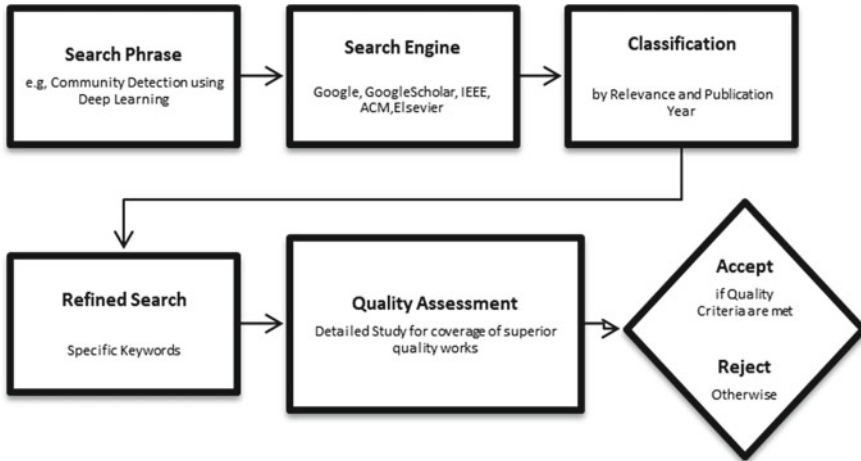 Search Phrase
e.g, Community Detection using
Deep Learning
Search Engine
Google, GoogleScholar, IEEE,
ACM,Elsevier
Classification
by Relevance and Publication
Year
Refined Search
Specific Keywords
Quality Assessment
Detailed Study for coverage of superior
quality works
Accept
if Quality
Criteria are met
Reject
Otherwise